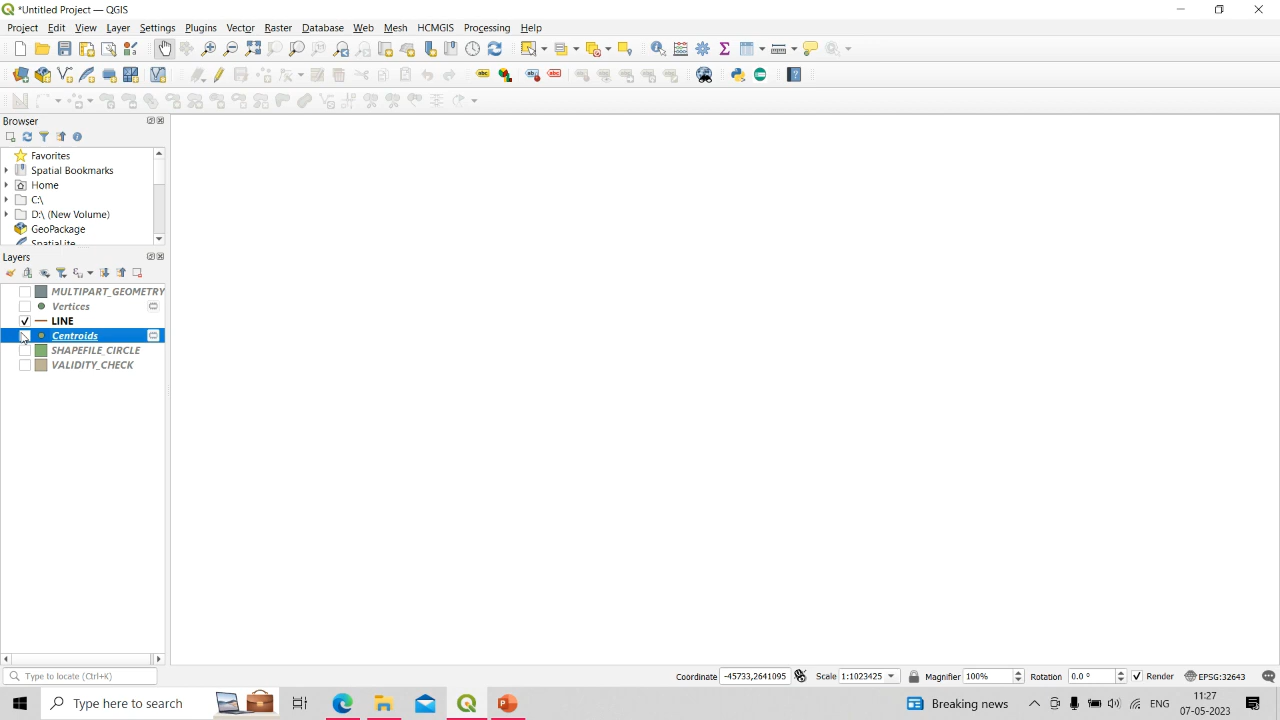 *Untitled Project — QGIS
Project Edit View Layer Settings Plugins Vector Raster Database Web Mesh HCMGIS Processing Help
Browser
Favorites
Spatial Bookmarks
Home
C:\
D:\ (New Volume)
GeoPackage
SpatiaLite
Layers
MULTIPART_GEOMETRY
Vertices
LINE
Centroids
SHAPEFILE_CIRCLE
VALIDITY_CHECK
Type to locate (Ctrl+K)
Coordinate -45733,2641095 Scale 1:1023425 Magnifier 100% Rotation 0.0 ° Render EPSG:32643
Type here to search
Breaking news
ENG
11:27
07-05-2023